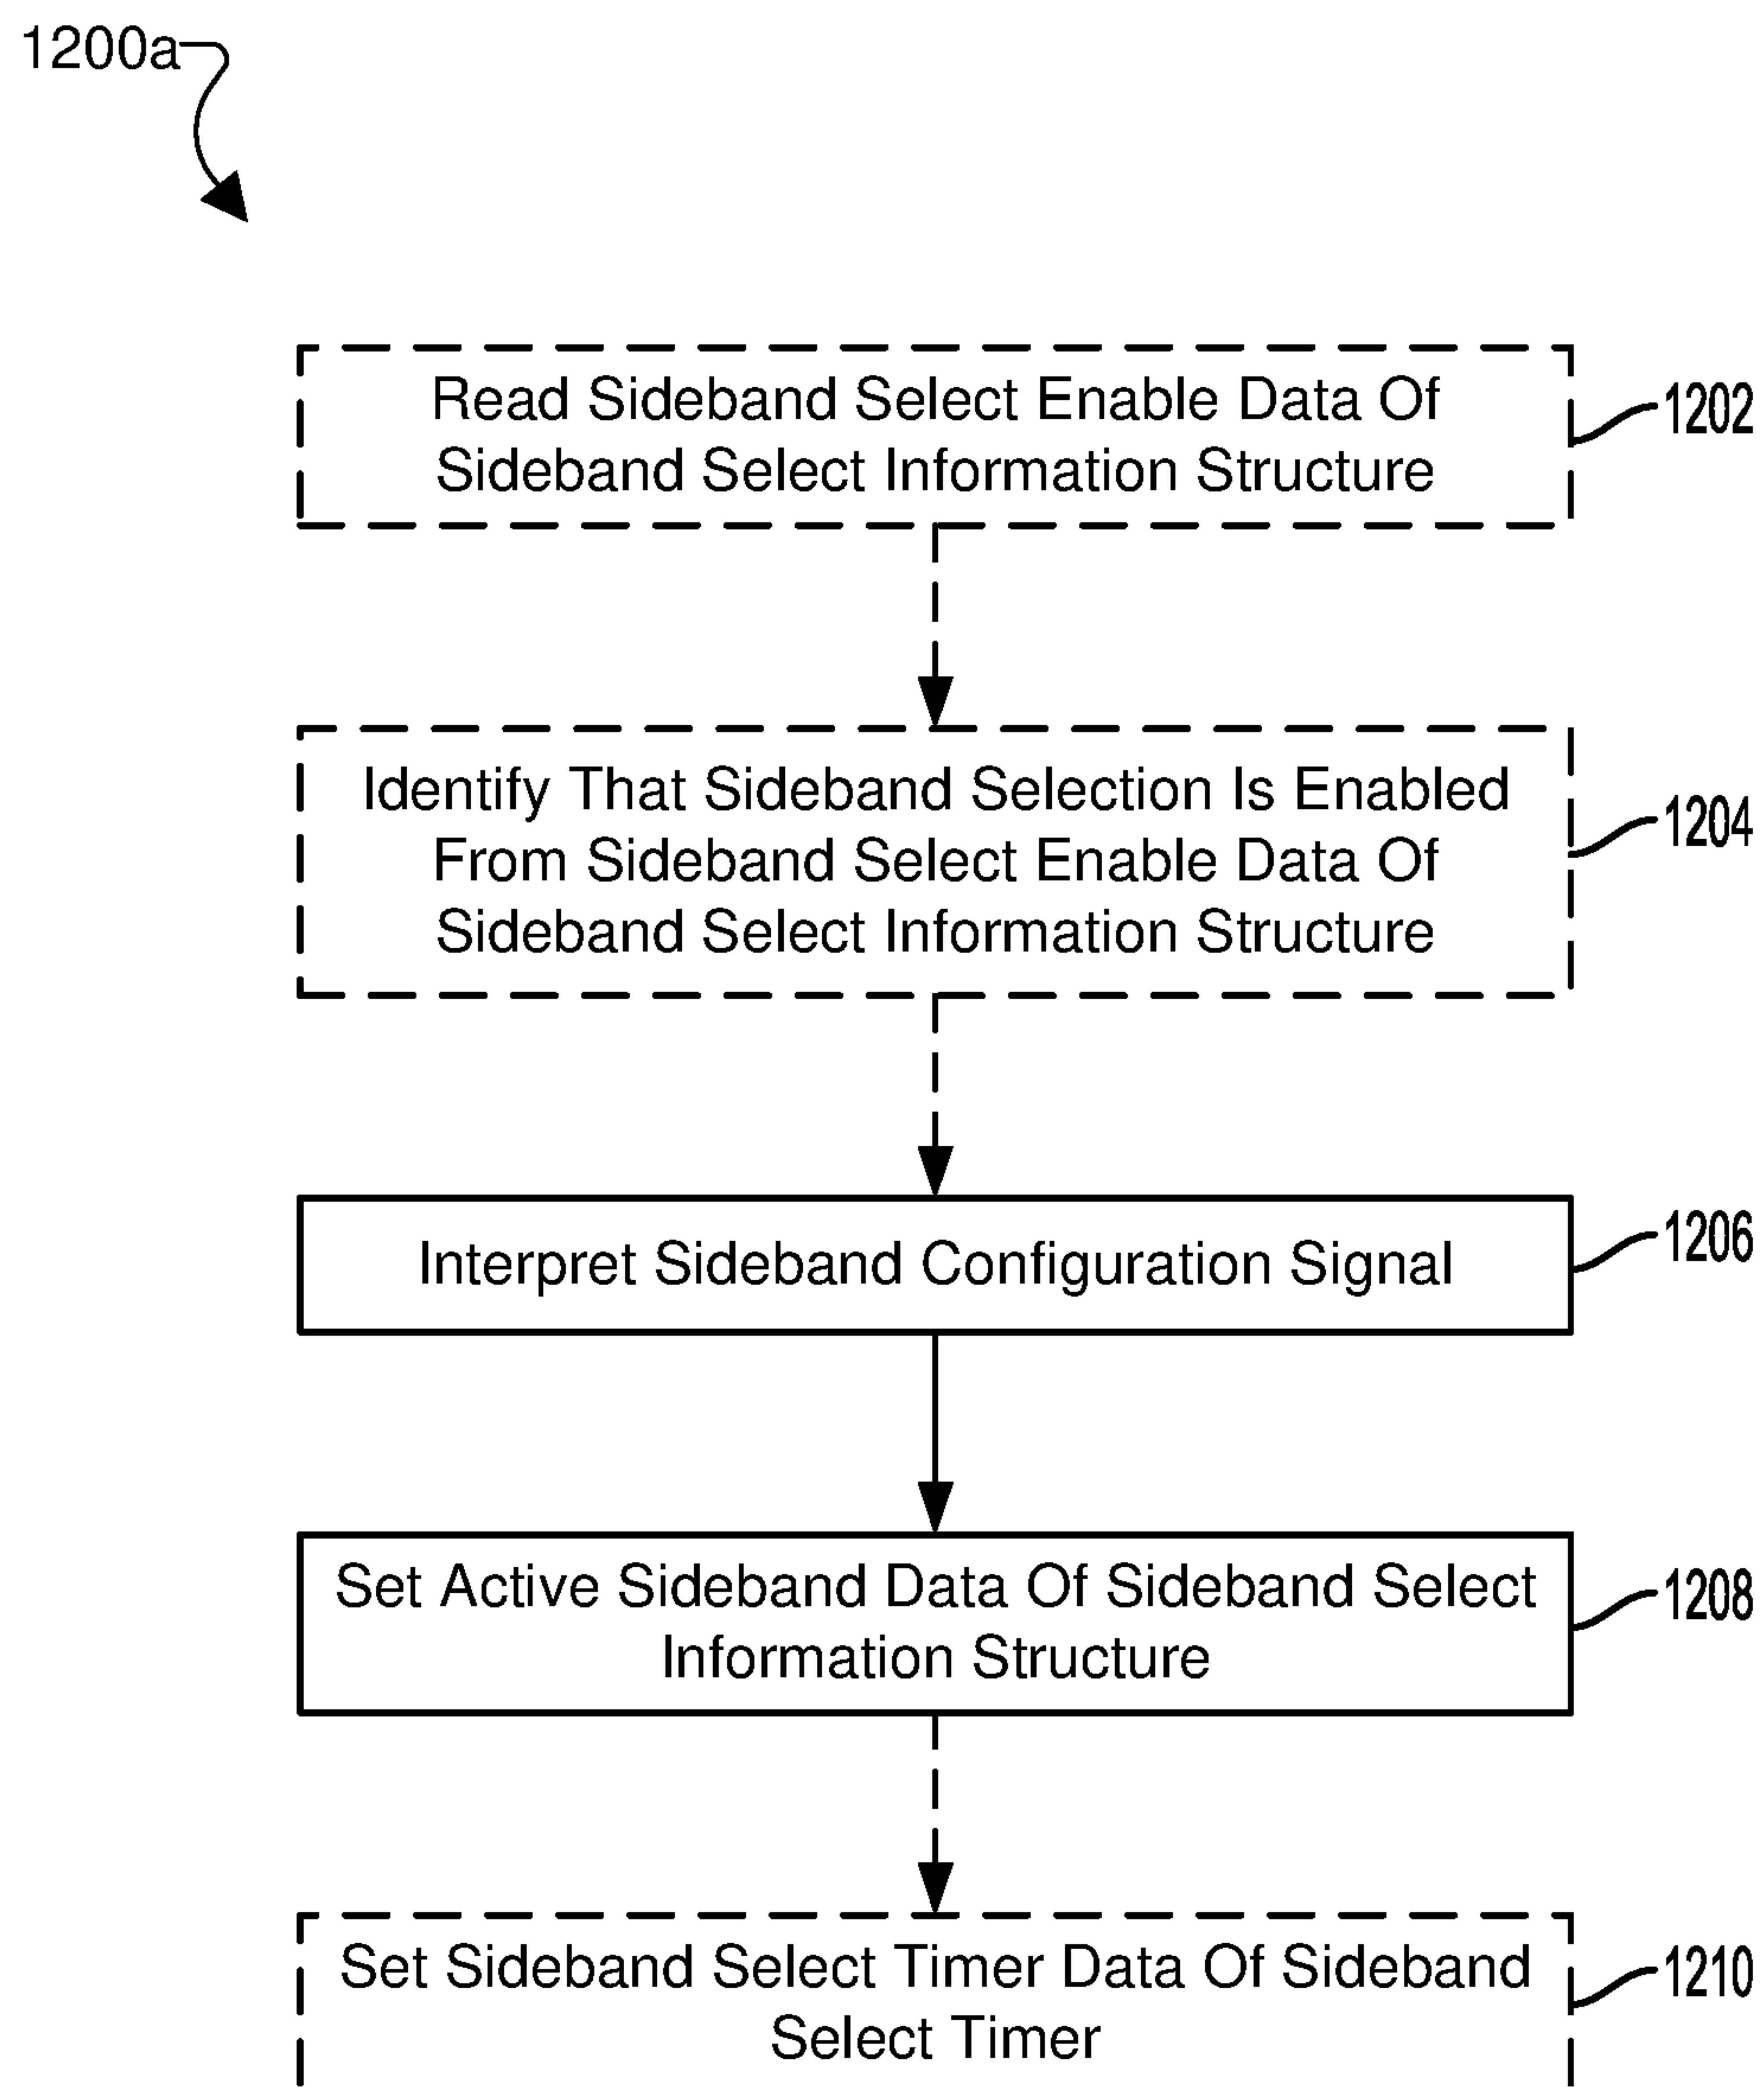 1200a
Read Sideband Select Enable Data Of
Sideband Select Information Structure
1202
Identify That Sideband Selection Is Enabled
From Sideband Select Enable Data Of
Sideband Select Information Structure
1204
Interpret Sideband Configuration Signal
1206
Set Active Sideband Data Of Sideband Select
Information Structure
1208
Set Sideband Select Timer Data Of Sideband
Select Timer
1210